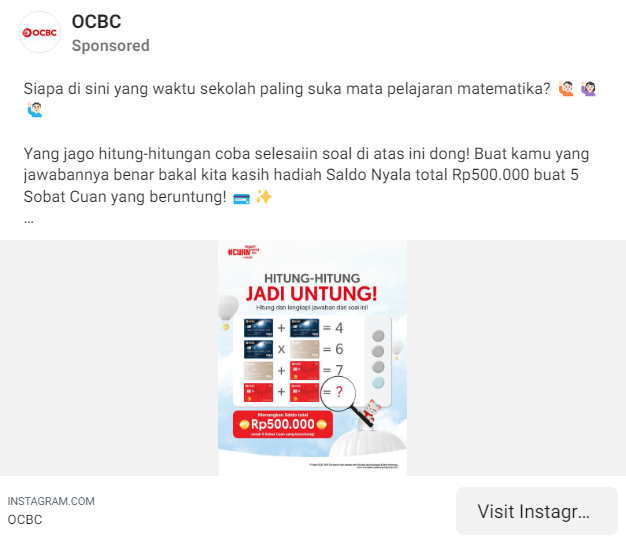 OCBC
OCBC
Sponsored
Siapa di sini yang waktu sekolah paling suka mata pelajaran matematika?
Yang jago hitung-hitungan coba selesaiin soal di atas ini dong! Buat kamu yang
jawabannya benar bakal kita kasih hadiah Saldo Nyala total Rp500.000 buat 5
Sobat Cuan yang beruntung!
...
#CUAN
HITUNG-HITUNG
JADI UNTUNG!
Hitung dan lengkapi jawaban dari soal ini!
+ = 4
x = 6
+ = 7
+ = ?
Menangkan Saldo total
Rp500.000
untuk 5 Sobat Cuan yang beruntung!
INSTAGRAM.COM
OCBC
Visit Instagr...